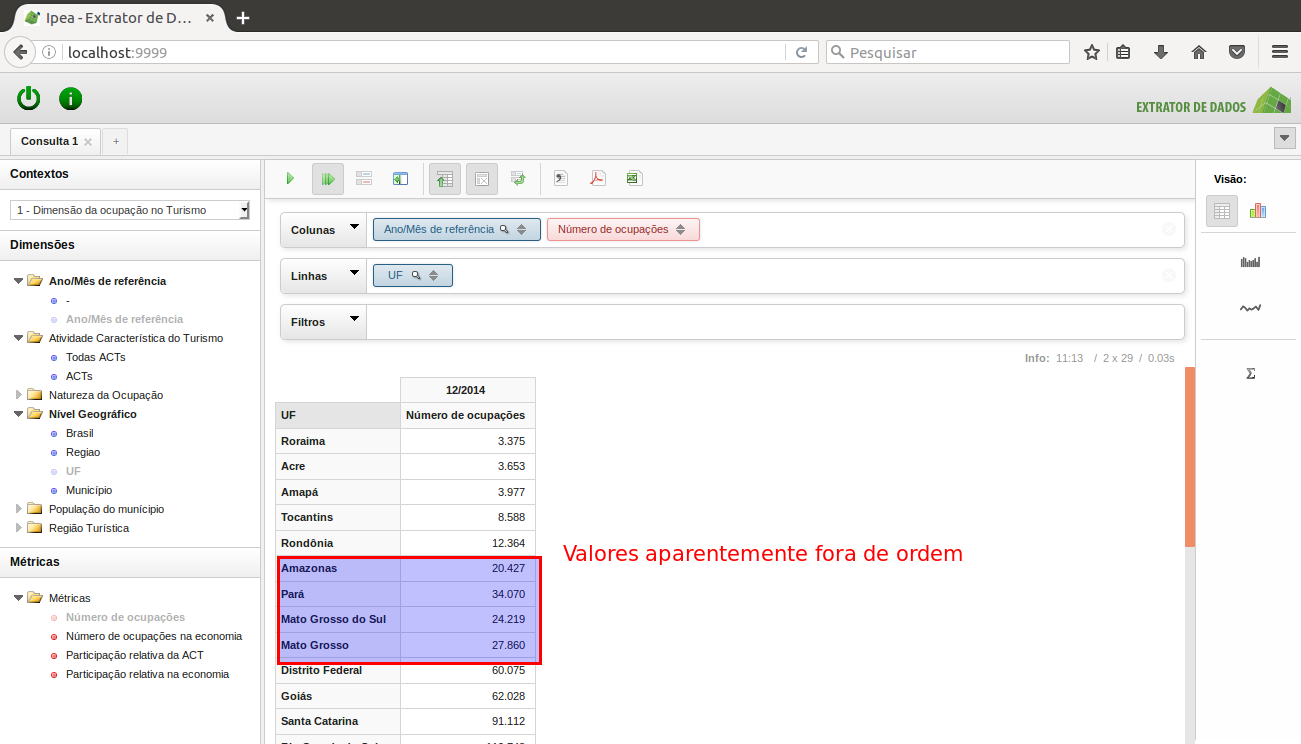 Ipea - Extrator de D...
localhost:9999
Pesquisar
EXTRATOR DE DADOS
Consulta 1
+
Contextos
1 - Dimensão da ocupação no Turismo
Dimensões
Ano/Mês de referência
-
Ano/Mês de referência
Atividade Característica do Turismo
Todas ACTs
ACTs
Natureza da Ocupação
Nível Geográfico
Brasil
Regiao
UF
Município
População do munícipio
Região Turística
Métricas
Métricas
Número de ocupações
Número de ocupações na economia
Participação relativa da ACT
Participação relativa na economia
Colunas
Ano/Mês de referência
Número de ocupações
Linhas
UF
Filtros
Info: 11:13 / 2 x 29 / 0.03s
12/2014
UF Número de ocupações
Roraima 3.375
Acre 3.653
Amapá 3.977
Tocantins 8.588
Rondônia 12.364
Amazonas 20.427
Pará 34.070
Mato Grosso do Sul 24.219
Mato Grosso 27.860
Distrito Federal 60.075
Goiás 62.028
Santa Catarina 91.112
Valores aparentemente fora de ordem
Visão:
Σ